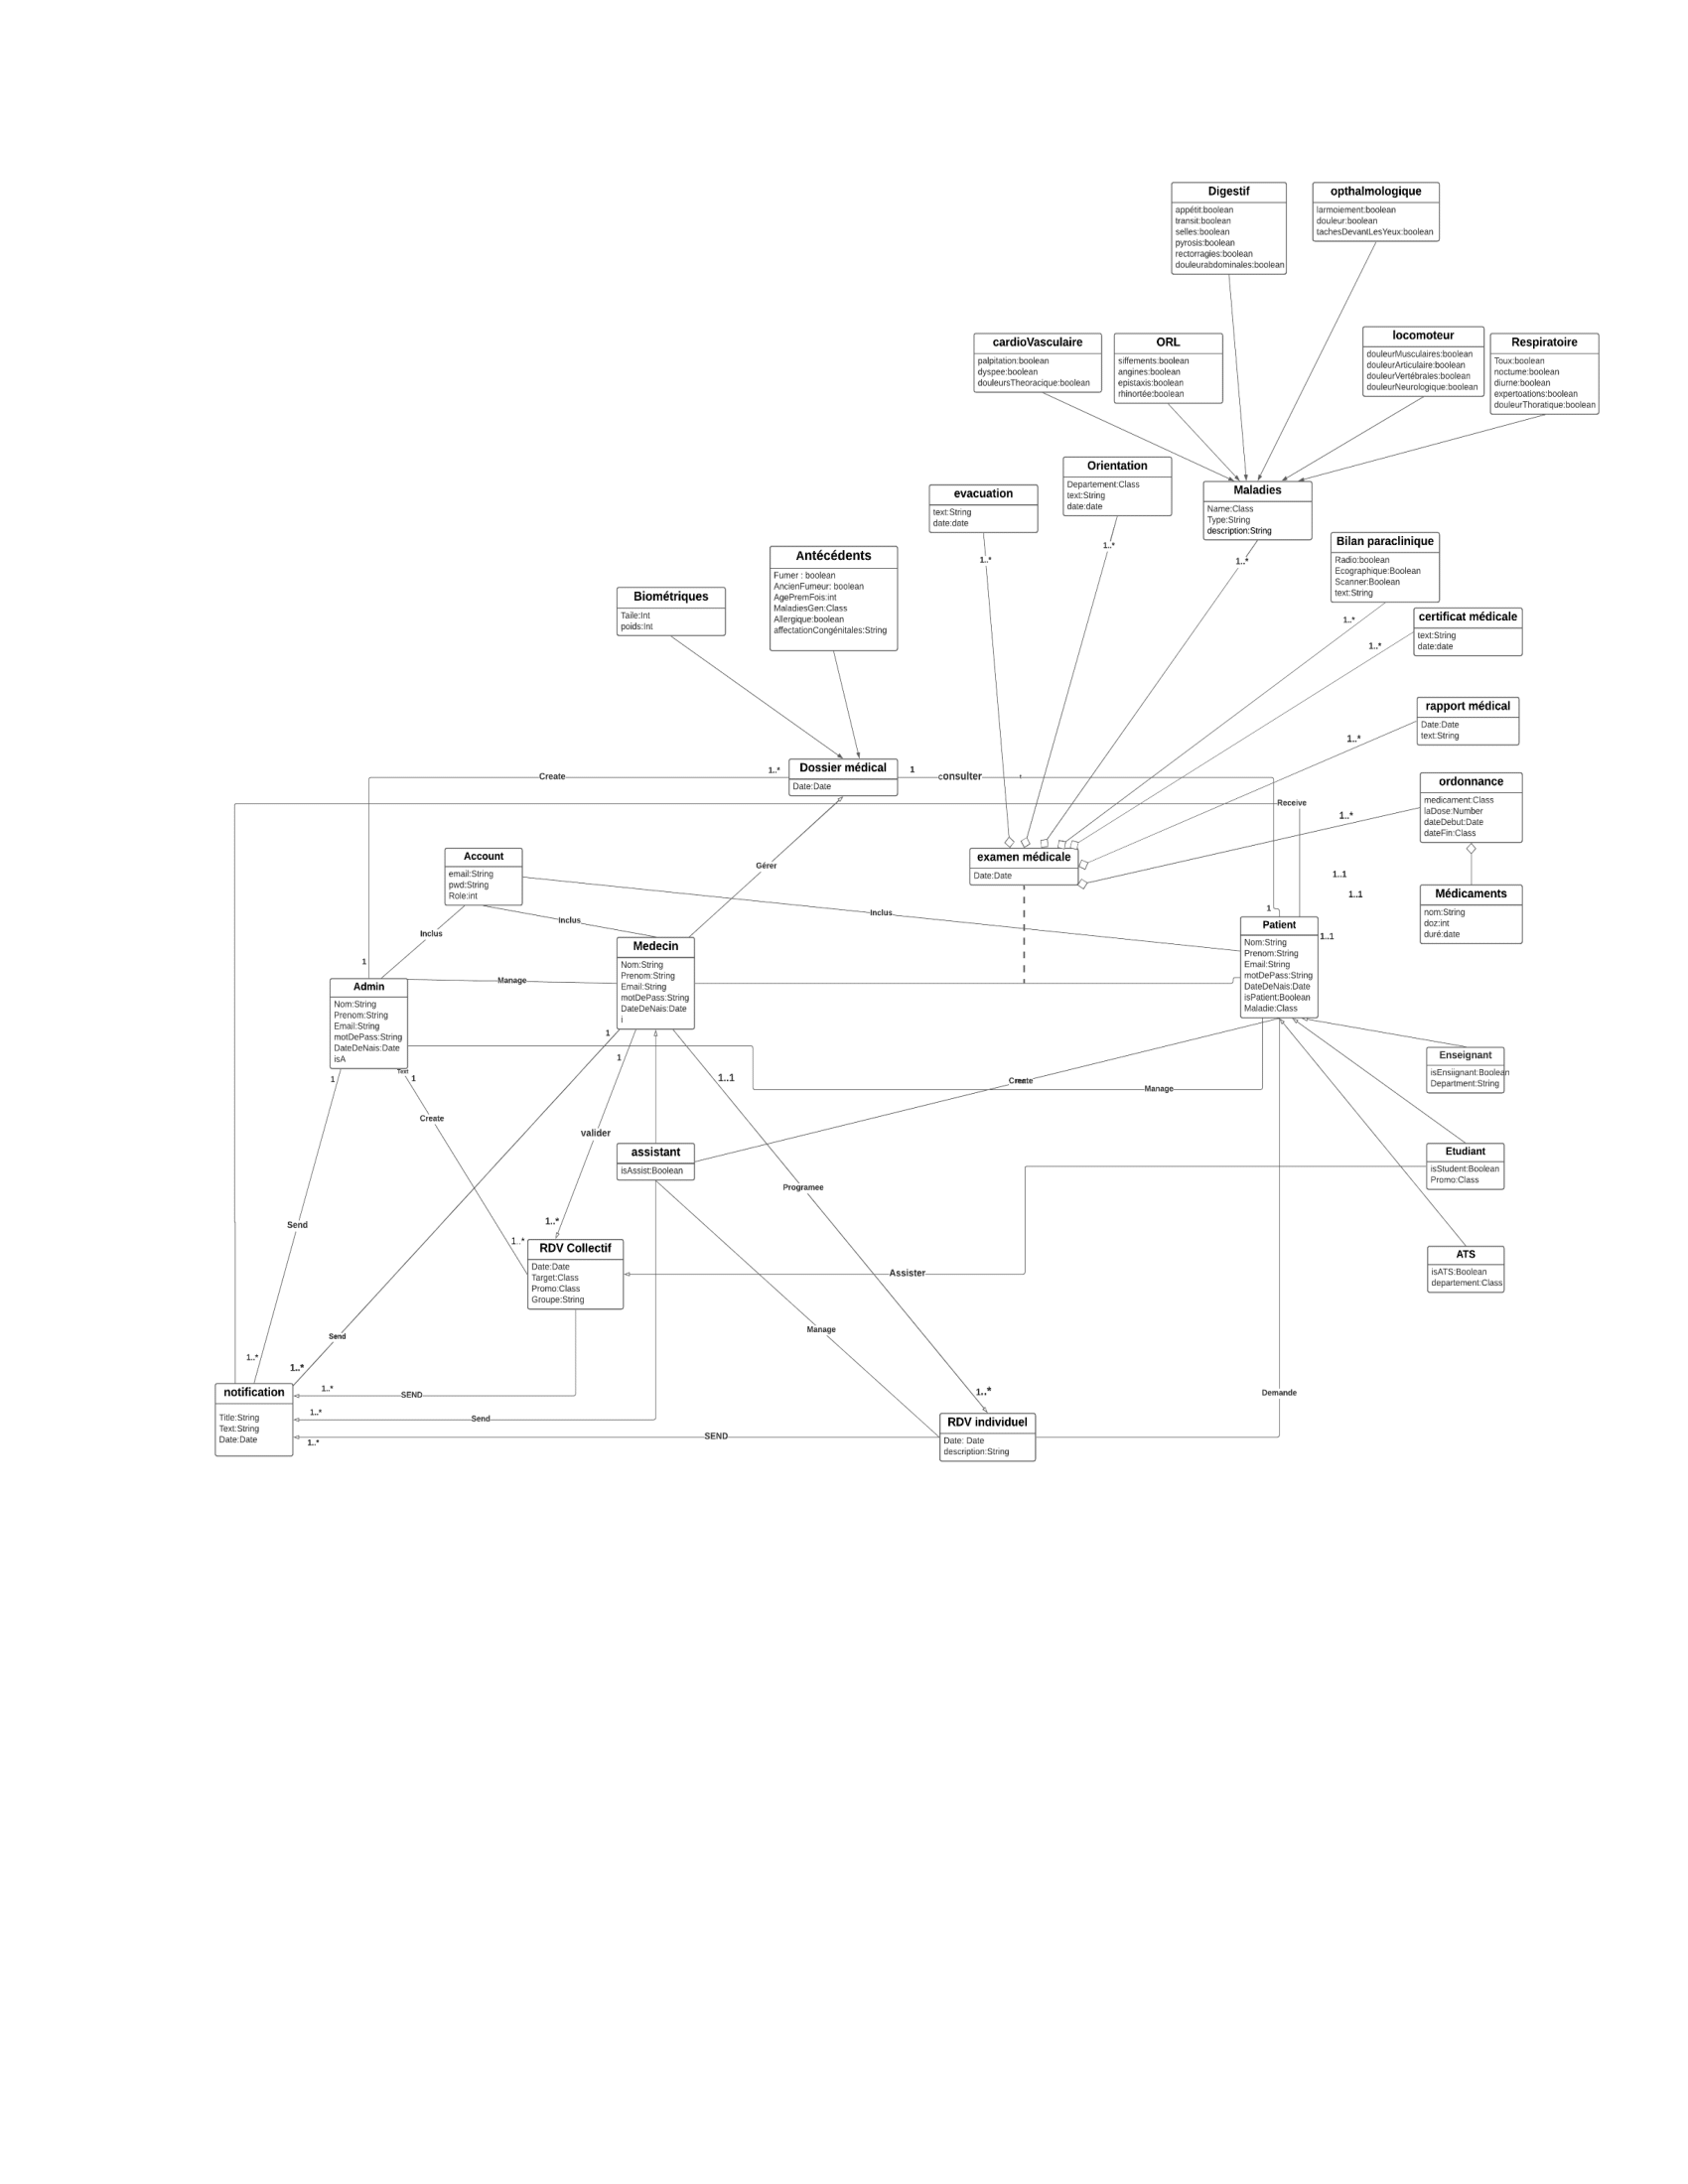 Digestif
appétit:boolean
transit:boolean
selles:boolean
pyrosis:boolean
rectorragies:boolean
douleurabdominales:boolean
opthalmologique
larmoiement:boolean
douleur:boolean
tachesDevantLesYeux:boolean
cardioVasculaire
palpitation:boolean
dyspee:boolean
douleursTheoracique:boolean
ORL
siffements:boolean
angines:boolean
epistaxis:boolean
rhinortée:boolean
locomoteur
douleurMusculaires:boolean
douleurArticulaire:boolean
douleurVertébrales:boolean
douleurNeurologique:boolean
Respiratoire
Toux:boolean
nocturne:boolean
diurne:boolean
expertoations:boolean
douleurThoratique:boolean
Orientation
Departement:Class
text:String
date:date
evacuation
text:String
date:date
Maladies
Name:Class
Type:String
description:String
Bilan paraclinique
Radio:boolean
Ecographique:Boolean
Scanner:Boolean
text:String
1..*
1..*
1..*
Antécédents
Fumer : boolean
AncienFumeur: boolean
AgePremFois:int
MaladiesGen:Class
Allergique:boolean
affectationCongénitales:String
Biométriques
Taile:Int
poids:Int
certificat médicale
text:String
date:date
1..*
1..*
rapport médical
Date:Date
text:String
1..*
Dossier médical
Date:Date
Create
1..*
1
consulter
ordonnance
medicament:Class
laDose:Number
dateDebut:Date
dateFin:Class
Receive
1..*
Account
email:String
pwd:String
Role:int
examen médicale
Date:Date
Gérer
1..1
1..1
Médicaments
nom:String
doz:int
duré:date
Inclus
Inclus
Inclus
1
Patient
Nom:String
Prenom:String
Email:String
motDePass:String
DateDeNais:Date
isPatient:Boolean
Maladie:Class
1..1
Medecin
Nom:String
Prenom:String
Email:String
motDePass:String
DateDeNais:Date
i
1
Manage
Admin
Nom:String
Prenom:String
Email:String
motDePass:String
DateDeNais:Date
isA
Text
1
1
1
1
1..1
Create
Manage
Enseignant
isEnsiignant:Boolean
Department:String
Create
valider
assistant
isAssist:Boolean
Etudiant
isStudent:Boolean
Promo:Class
Programee
Send
1..*
1..*
RDV Collectif
Date:Date
Target:Class
Promo:Class
Groupe:String
Assister
ATS
isATS:Boolean
departement:Class
Manage
Send
1..*
1..*
notification
Title:String
Text:String
Date:Date
1..*
SEND
1..*
Send
1..*
SEND
1..*
RDV individuel
Date: Date
description:String
Demande